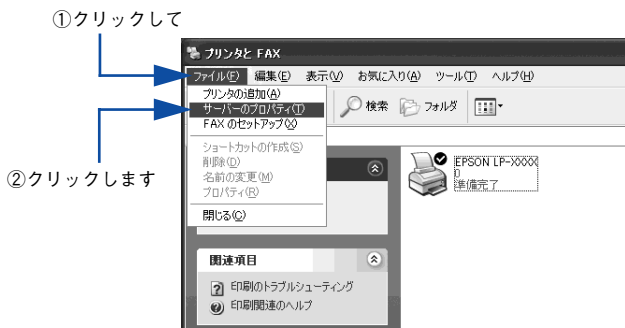 ①クリックして
プリンタと FAX
ファイル(F) 編集(E) 表示(V) お気に入り(A) ツール(T) ヘルプ(H)
プリンタの追加(A)
サーバーのプロパティ(T)
FAX のセットアップ(X)
検索 フォルダ
ショートカットの作成(S)
削除(D)
名前の変更(M)
プロパティ(R)
閉じる(C)
②クリックします
EPSON LP-XXXX
0
準備完了
関連項目
印刷のトラブルシューティング
印刷関連のヘルプ